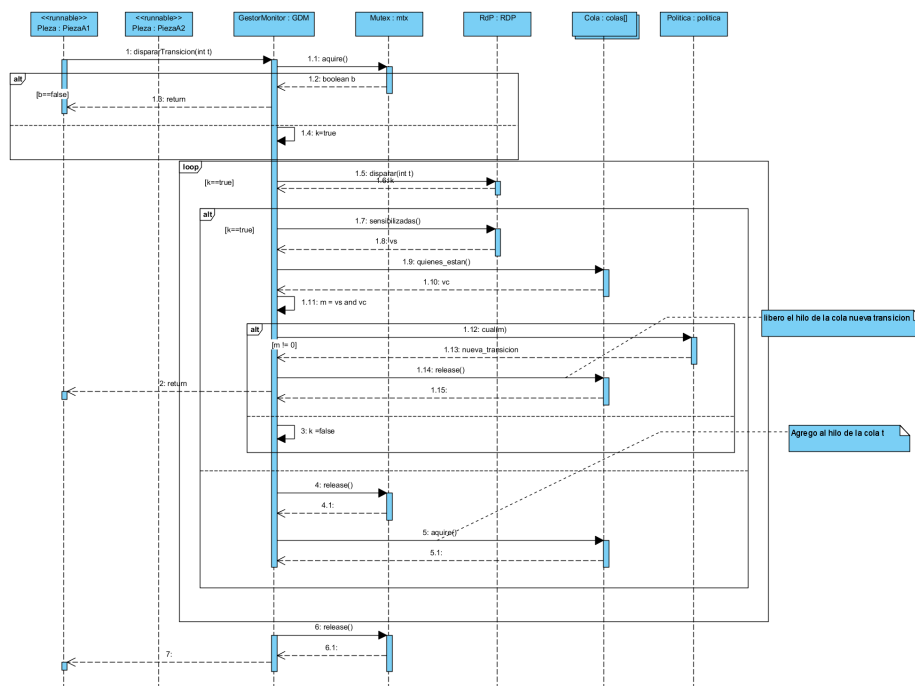 <<runnable>>
Pieza : PiezaA1
<<runnable>>
Pieza : PiezaA2
GestorMonitor : GDM
Mutex : mtx
RdP : RDP
Cola : colas[]
Politica : politica
1: dispararTransicion(int t)
1.1: aquire()
alt
1.2: boolean b
[b==false]
1.3: return
1.4: k=true
loop
1.5: disparar(int t)
[k==true]
1.6: k
alt
1.7: sensibilizadas()
[k==true]
1.8: vs
1.9: quienes_estan()
1.10: vc
1.11: m = vs and vc
libero el hilo de la cola nueva transicion
alt
1.12: cual(m)
[m != 0]
1.13: nueva_transicion
1.14: release()
2: return
1.15:
3: k =false
Agrego al hilo de la cola t
4: release()
4.1:
5: aquire()
5.1:
6: release()
6.1:
7: